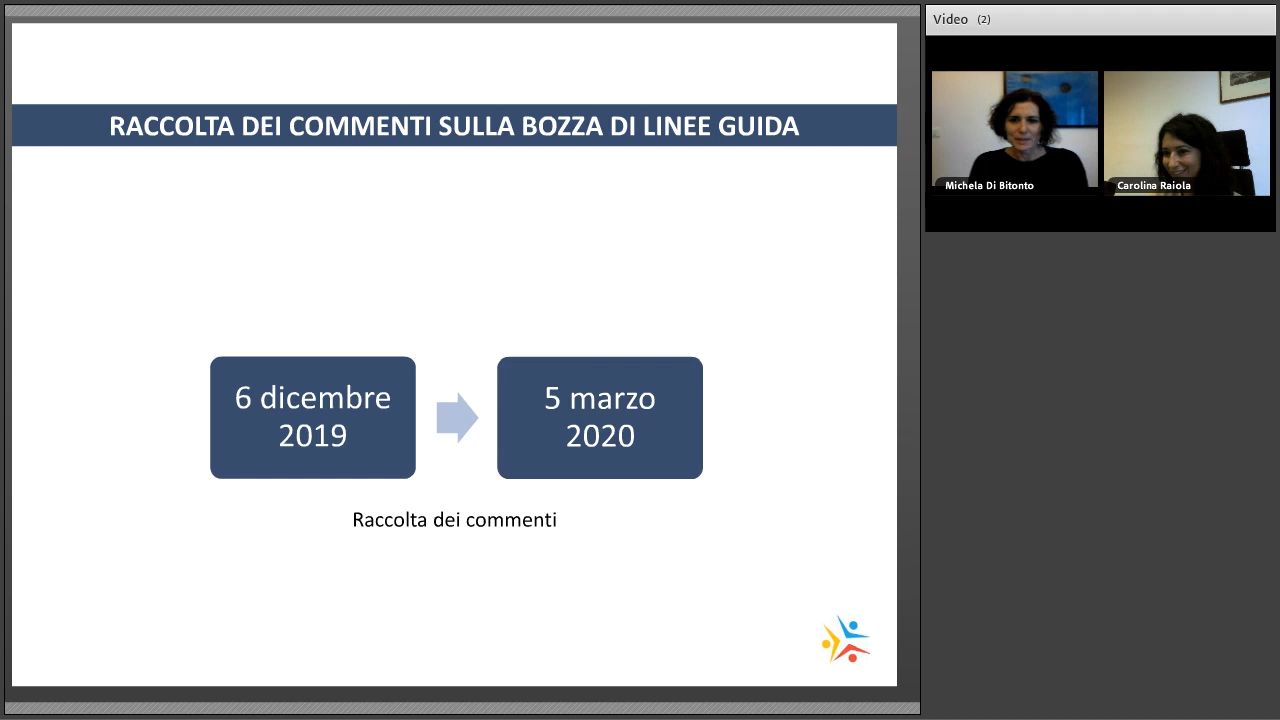 RACCOLTA DEI COMMENTI SULLA BOZZA DI LINEE GUIDA
6 dicembre
2019
5 marzo
2020
Raccolta dei commenti
Video (2)
Michela Di Bitonto
Carolina Raiola